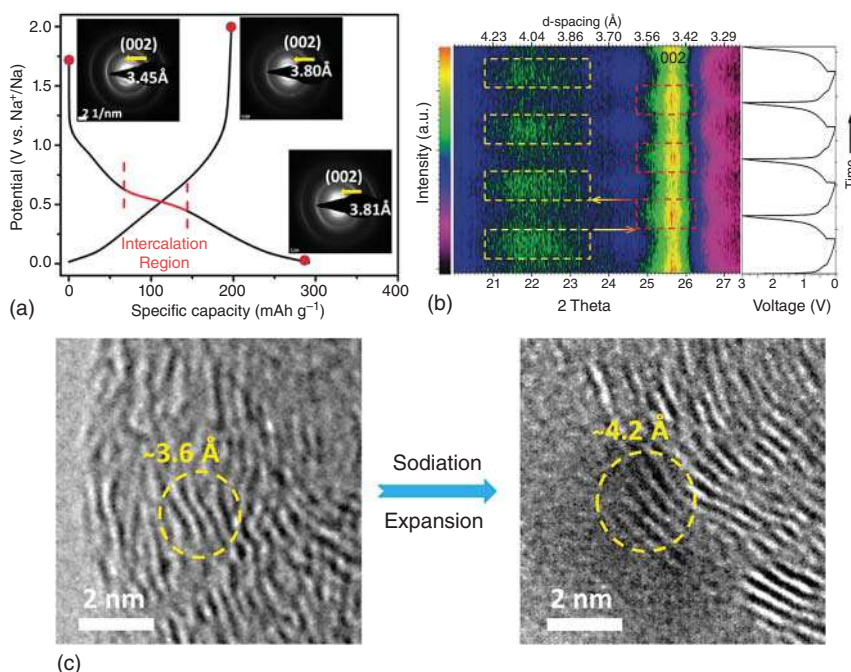 2.0
1.5
1.0
0.5
0.0
Potential (V vs. Na⁺/Na)
(002)
3.45Å
2 1/nm
(002)
3.80Å
(002)
3.81Å
Intercalation
Region
0 100 200 300 400
Specific capacity (mAh g⁻¹)
(a)
d-spacing (Å)
4.23 4.04 3.86 3.70 3.56 3.42 3.29
002
Intensity (a.u.)
Time
21 22 23 24 25 26 27
3 2 1 0
2 Theta
Voltage (V)
(b)
~3.6 Å
2 nm
Sodiation
Expansion
~4.2 Å
2 nm
(c)